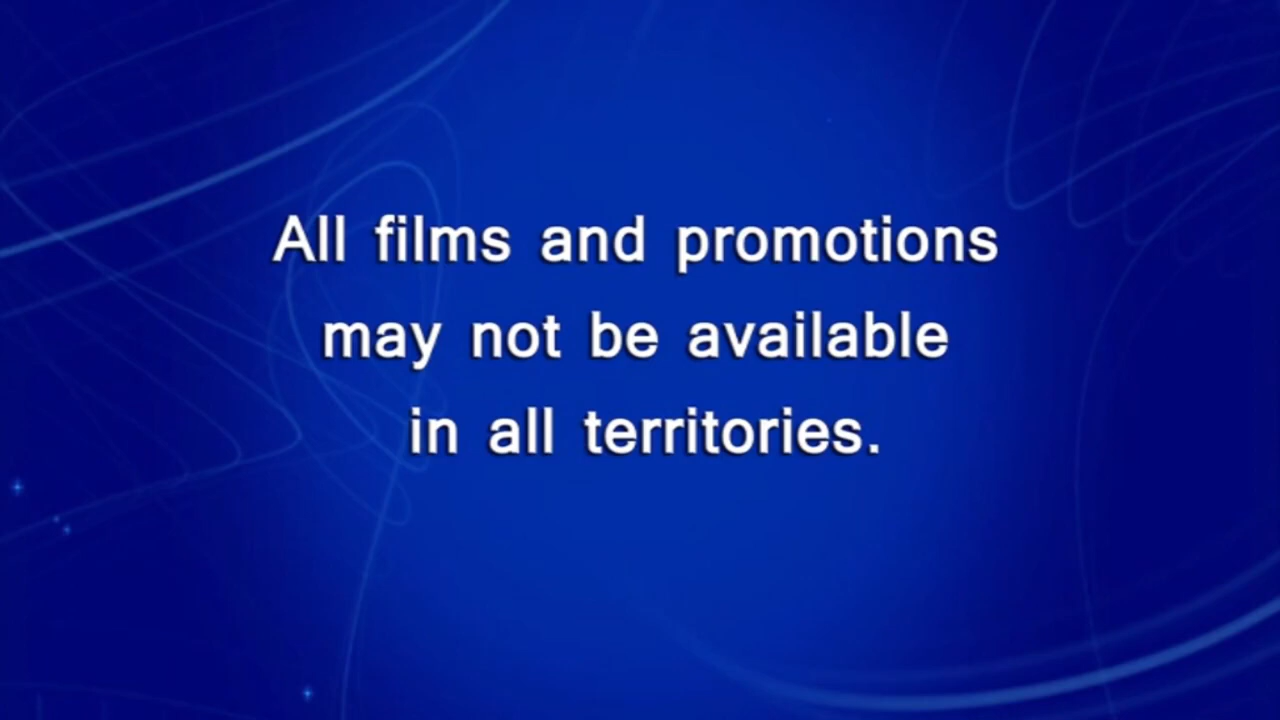 All films and promotions
may not be available
in all territories.